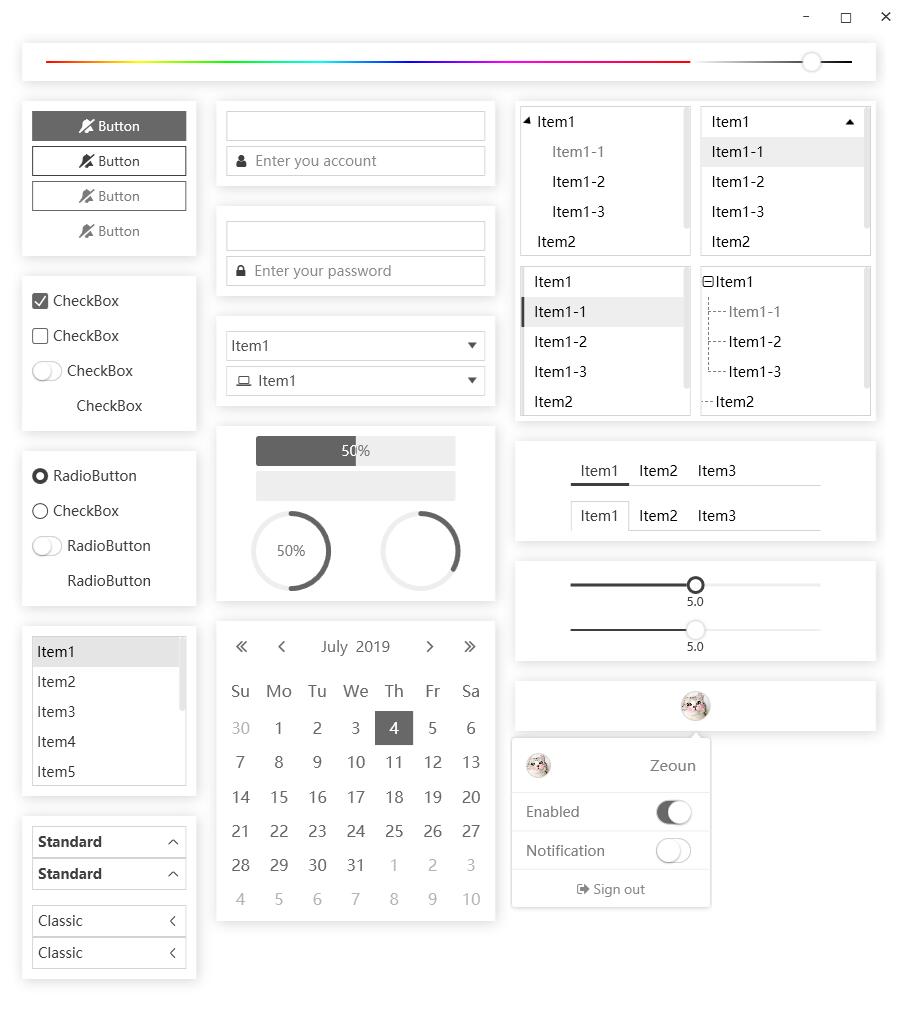 Button
Button
Button
Button
CheckBox
CheckBox
CheckBox
CheckBox
RadioButton
CheckBox
RadioButton
RadioButton
Item1
Item2
Item3
Item4
Item5
Standard
Standard
Classic
Classic
Enter you account
Enter your password
Item1
Item1
50%
50%
July 2019
Su Mo Tu We Th Fr Sa
30 1 2 3 4 5 6
7 8 9 10 11 12 13
14 15 16 17 18 19 20
21 22 23 24 25 26 27
28 29 30 31 1 2 3
4 5 6 7 8 9 10
Item1
Item1-1
Item1-2
Item1-3
Item2
Item1
Item1-1
Item1-2
Item1-3
Item2
Item1
Item1-1
Item1-2
Item1-3
Item2
Item1
Item1-1
Item1-2
Item1-3
Item2
Item1 Item2 Item3
Item1 Item2 Item3
5.0
5.0
Zeoun
Enabled
Notification
Sign out